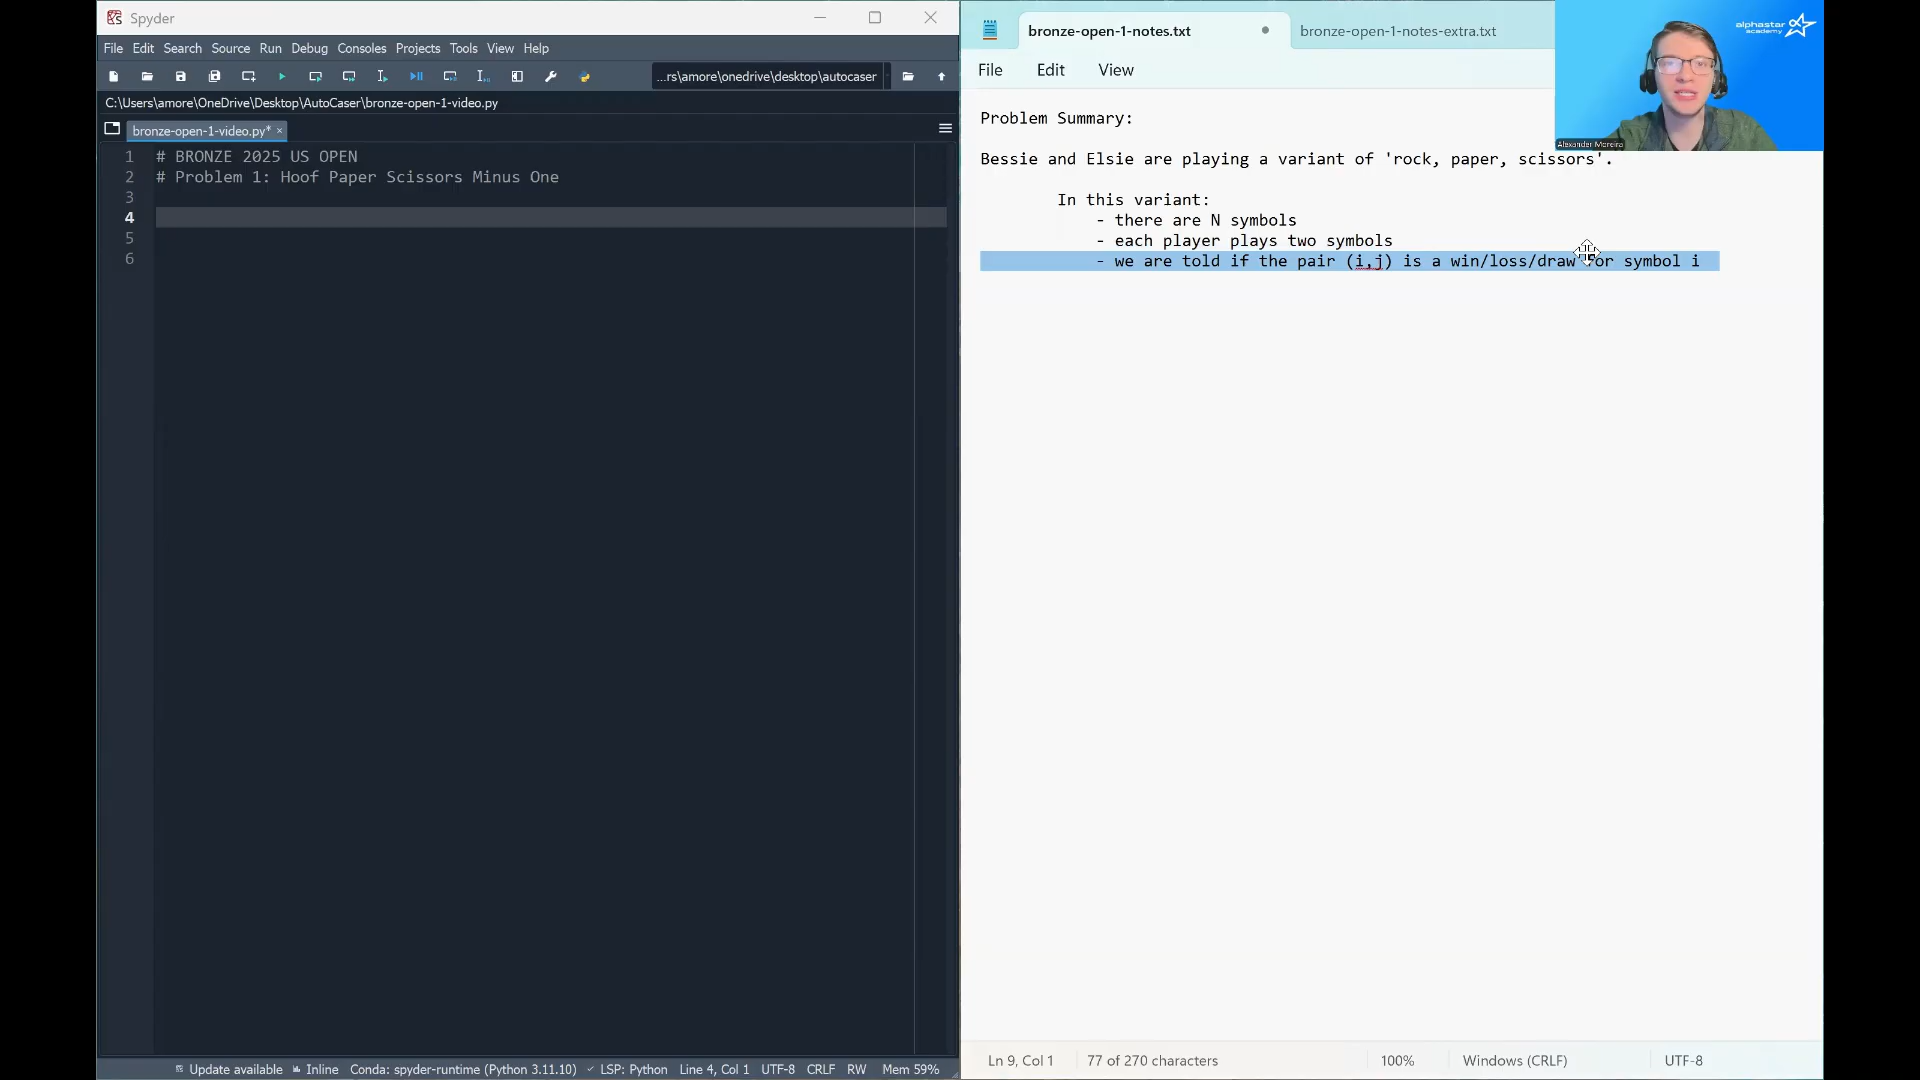 Spyder
File Edit Search Source Run Debug Consoles Projects Tools View Help
...rs\amore\onedrive\desktop\autocaser
C:\Users\amore\OneDrive\Desktop\AutoCaser\bronze-open-1-video.py
bronze-open-1-video.py*
1 # BRONZE 2025 US OPEN
2 # Problem 1: Hoof Paper Scissors Minus One
3
4
5
6
Update available Inline Conda: spyder-runtime (Python 3.11.10) LSP: Python Line 4, Col 1 UTF-8 CRLF RW Mem 59%
bronze-open-1-notes.txt bronze-open-1-notes-extra.txt
File Edit View
alphastar
academy
Alexander Moreira
Problem Summary:
Bessie and Elsie are playing a variant of 'rock, paper, scissors'.
In this variant:
- there are N symbols
- each player plays two symbols
- we are told if the pair (i,j) is a win/loss/draw for symbol i
Ln 9, Col 1 77 of 270 characters 100% Windows (CRLF) UTF-8